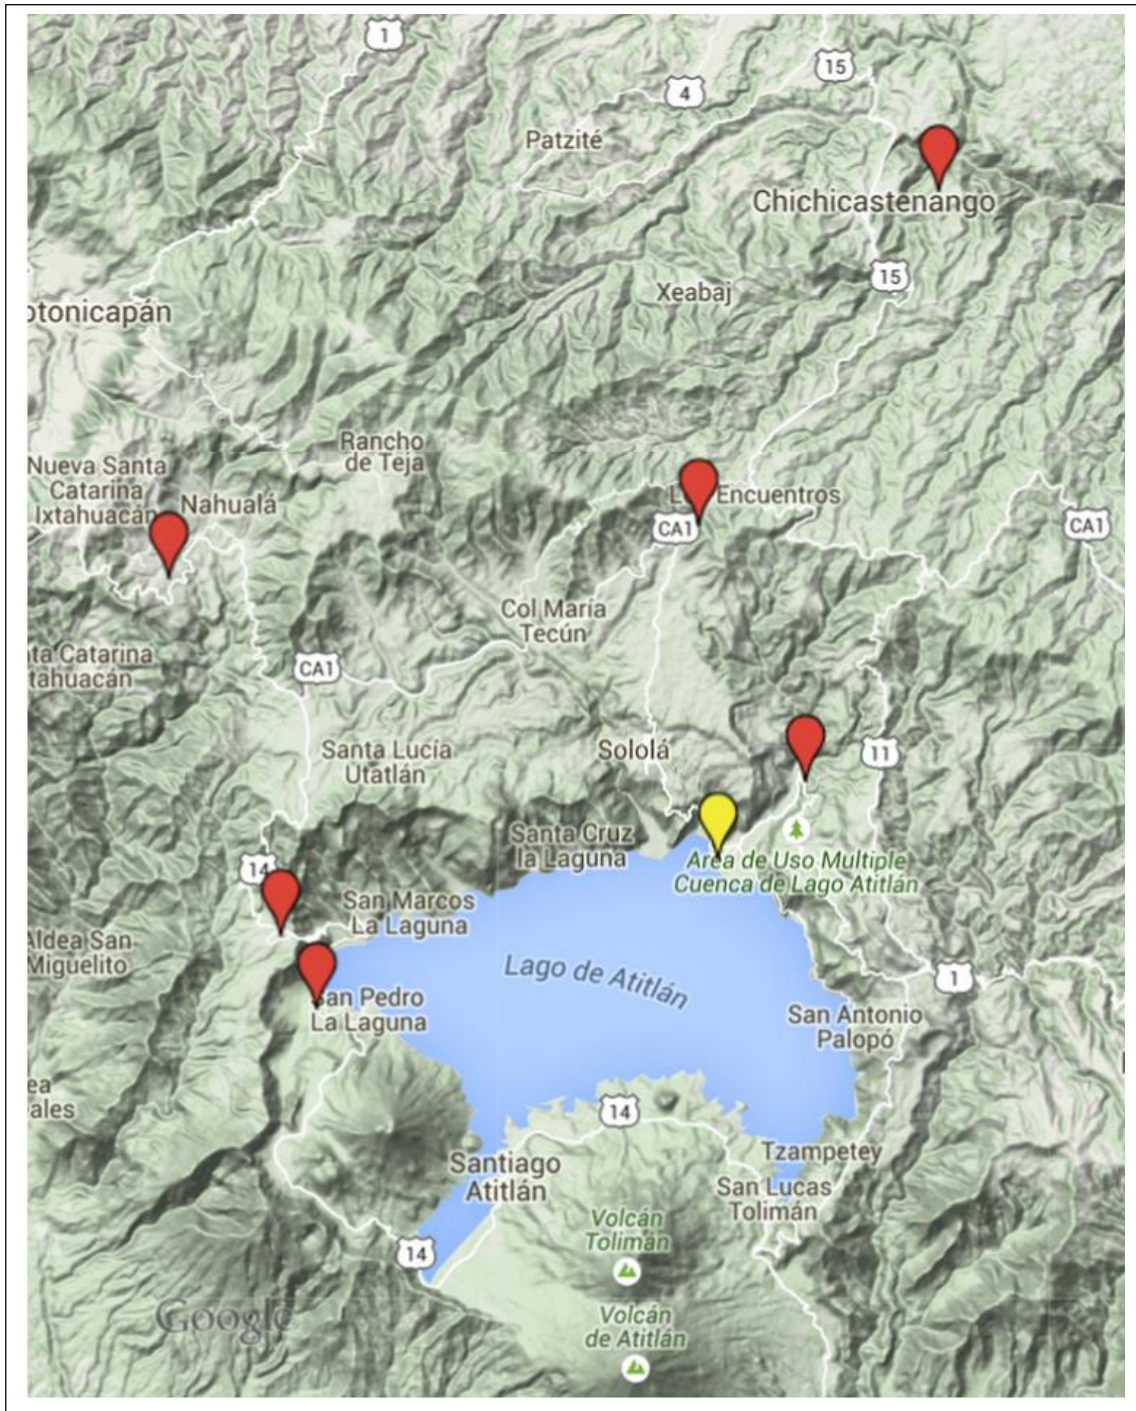 1
15
4
Patzité
Chichicastenango
15
Xeabaj
otonicapán
Rancho
de Teja
Nueva Santa
Catarina
Ixtahuacán
Nahualá
Encuentros
CA1
CA1
Col María
Tecún
ta Catarina
tahuacán
CA1
Santa Lucía
Utatlán
Sololá
11
Santa Cruz
la Laguna
Area de Uso Multiple
Cuenca de Lago Atitlán
14
San Marcos
La Laguna
Aldea San
Miguelito
Lago de Atitlán
1
San Pedro
La Laguna
San Antonio
Palopó
ea
eales
14
Tzampetey
Santiago
Atitlán
San Lucas
Tolimán
Volcán
Tolimán
14
Google
Volcán
de Atitlán